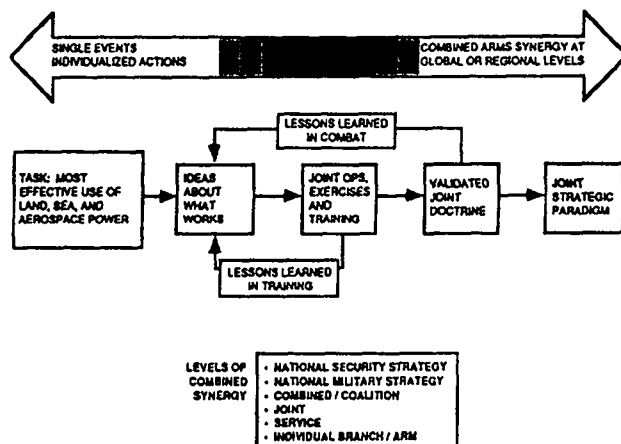 SINGLE EVENTS
INDIVIDUALIZED ACTIONS
COMBINED ARMS SYNERGY AT
GLOBAL OR REGIONAL LEVELS
LESSONS LEARNED
IN COMBAT
TASK: MOST
EFFECTIVE USE OF
LAND, SEA, AND
AEROSPACE POWER
IDEAS
ABOUT
WHAT
WORKS
JOINT OPS,
EXERCISES
AND
TRAINING
VALIDATED
JOINT
DOCTRINE
JOINT
STRATEGIC
PARADIGM
LESSONS LEARNED
IN TRAINING
LEVELS OF
COMBINED
SYNERGY
• NATIONAL SECURITY STRATEGY
• NATIONAL MILITARY STRATEGY
• COMBINED / COALITION
• JOINT
• SERVICE
• INDIVIDUAL BRANCH / ARM